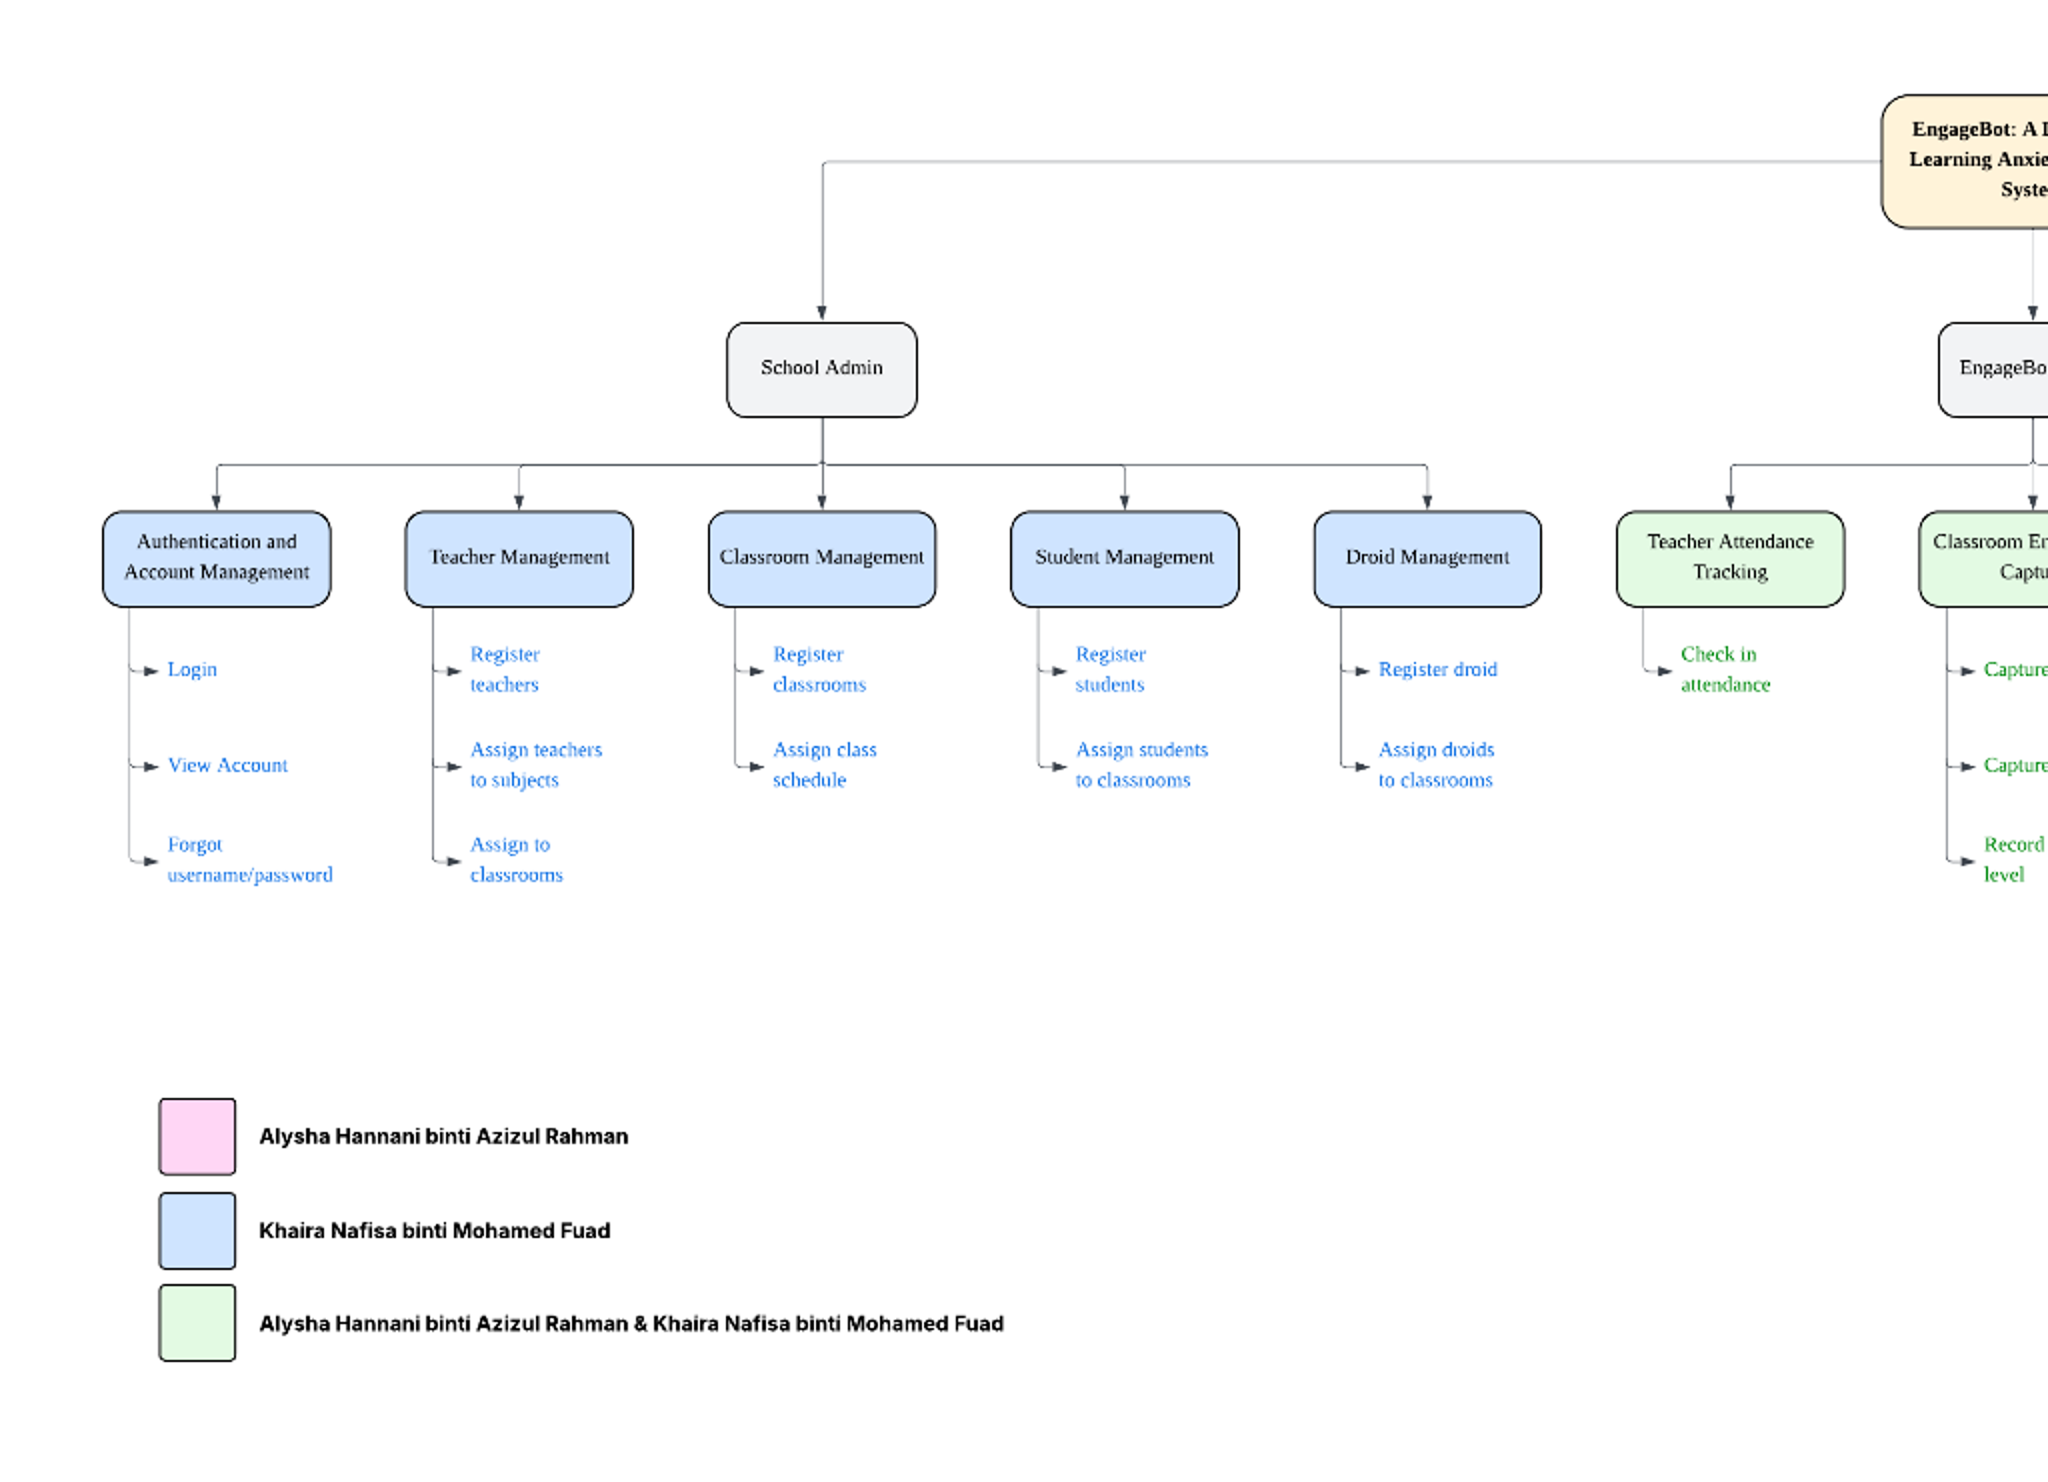 EngageBot: A
Learning
System
School Admin
Authentication and
Account Management
Teacher Management
Classroom Management
Student Management
Droid Management
Teacher Attendance
Tracking
Classroom
Login
View Account
Forgot
username/password
Register
teachers
Assign teachers
to subjects
Assign to
classrooms
Register
classrooms
Assign class
schedule
Register
students
Assign students
to classrooms
Register droid
Assign droids
to classrooms
Check in
attendance
Capture
Capture
Record
level
Alysha Hannani binti Azizul Rahman
Khaira Nafisa binti Mohamed Fuad
Alysha Hannani binti Azizul Rahman & Khaira Nafisa binti Mohamed Fuad